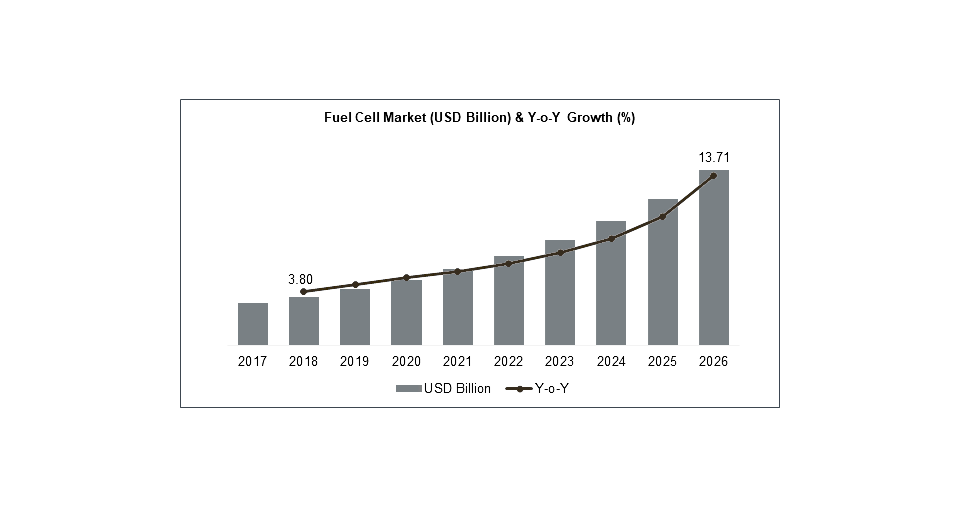 Fuel Cell Market (USD Billion) & Y-o-Y Growth (%)
13.71
3.80
2017 2018 2019 2020 2021 2022 2023 2024 2025 2026
USD Billion Y-o-Y